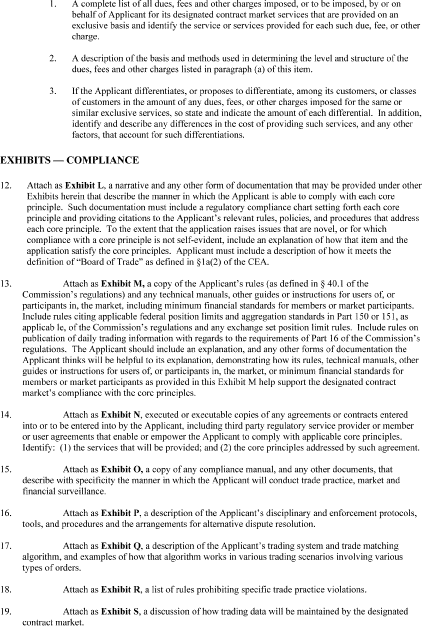 1. A complete list of all dues, fees and other charges imposed, or to be imposed, by or on
behalf of Applicant for its designated contract market services that are provided on an
exclusive basis and identify the service or services provided for each such due, fee, or other
charge.
2. A description of the basis and methods used in determining the level and structure of the
dues, fees and other charges listed in paragraph (a) of this item.
3. If the Applicant differentiates, or proposes to differentiate, among its customers, or classes
of customers in the amount of any dues, fees, or other charges imposed for the same or
similar exclusive services, so state and indicate the amount of each differential. In addition,
identify and describe any differences in the cost of providing such services, and any other
factors, that account for such differentiations.
EXHIBITS — COMPLIANCE
12. Attach as Exhibit L, a narrative and any other form of documentation that may be provided under other
Exhibits herein that describe the manner in which the Applicant is able to comply with each core
principle. Such documentation must include a regulatory compliance chart setting forth each core
principle and providing citations to the Applicant's relevant rules, policies, and procedures that address
each core principle. To the extent that the application raises issues that are novel, or for which
compliance with a core principle is not self-evident, include an explanation of how that item and the
application satisfy the core principles. Applicant must include a description of how it meets the
definition of "Board of Trade" as defined in §1a(2) of the CEA.
13. Attach as Exhibit M, a copy of the Applicant's rules (as defined in § 40.1 of the
Commission's regulations) and any technical manuals, other guides or instructions for users of, or
participants in, the market, including minimum financial standards for members or market participants.
Include rules citing applicable federal position limits and aggregation standards in Part 150 or 151, as
applicab le, of the Commission's regulations and any exchange set position limit rules. Include rules on
publication of daily trading information with regards to the requirements of Part 16 of the Commission's
regulations. The Applicant should include an explanation, and any other forms of documentation the
Applicant thinks will be helpful to its explanation, demonstrating how its rules, technical manuals, other
guides or instructions for users of, or participants in, the market, or minimum financial standards for
members or market participants as provided in this Exhibit M help support the designated contract
market's compliance with the core principles.
14. Attach as Exhibit N, executed or executable copies of any agreements or contracts entered
into or to be entered into by the Applicant, including third party regulatory service provider or member
or user agreements that enable or empower the Applicant to comply with applicable core principles.
Identify: (1) the services that will be provided; and (2) the core principles addressed by such agreement.
15. Attach as Exhibit O, a copy of any compliance manual, and any other documents, that
describe with specificity the manner in which the Applicant will conduct trade practice, market and
financial surveillance.
16. Attach as Exhibit P, a description of the Applicant's disciplinary and enforcement protocols,
tools, and procedures and the arrangements for alternative dispute resolution.
17. Attach as Exhibit Q, a description of the Applicant's trading system and trade matching
algorithm, and examples of how that algorithm works in various trading scenarios involving various
types of orders.
18. Attach as Exhibit R, a list of rules prohibiting specific trade practice violations.
19. Attach as Exhibit S, a discussion of how trading data will be maintained by the designated
contract market.